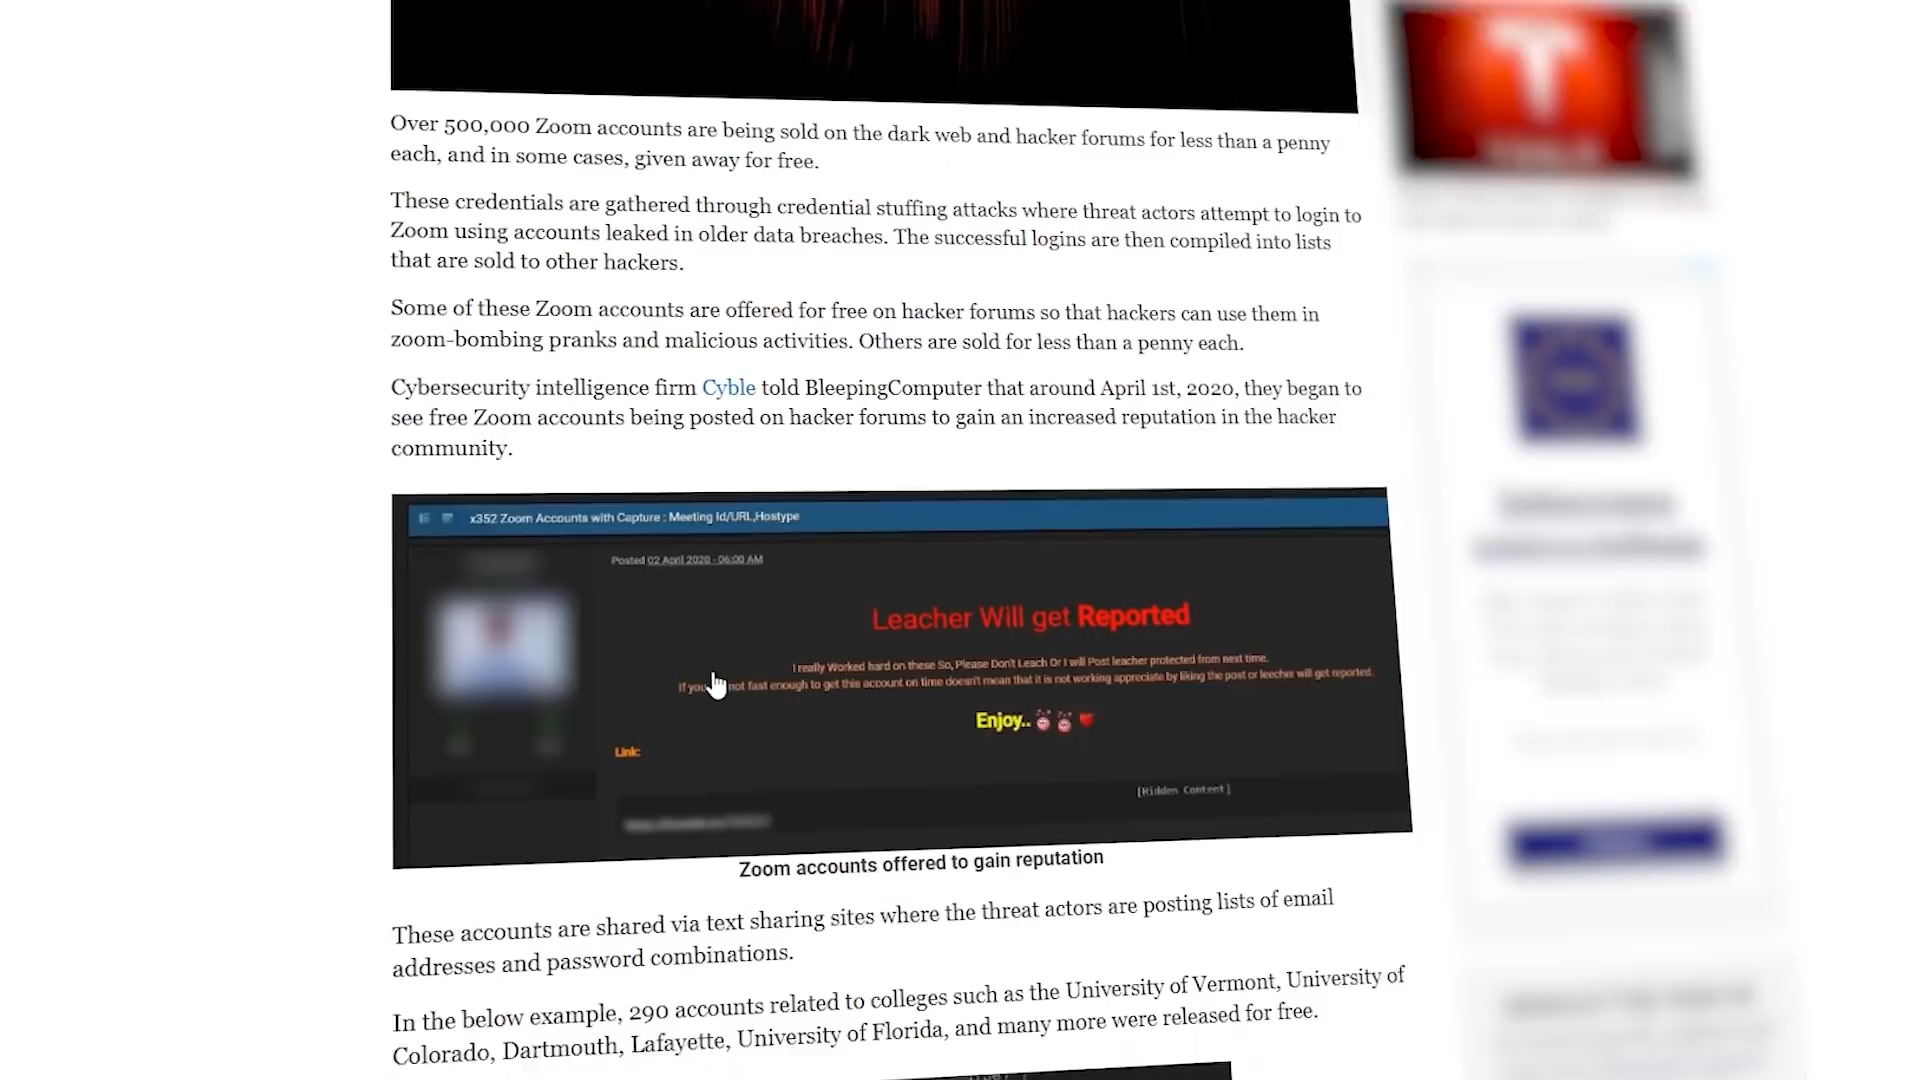 Over 500,000 Zoom accounts are being sold on the dark web and hacker forums for less than a penny
each, and in some cases, given away for free.
These credentials are gathered through credential stuffing attacks where threat actors attempt to login to
Zoom using accounts leaked in older data breaches. The successful logins are then compiled into lists
that are sold to other hackers.
Some of these Zoom accounts are offered for free on hacker forums so that hackers can use them in
zoom-bombing pranks and malicious activities. Others are sold for less than a penny each.
Cybersecurity intelligence firm Cyble told BleepingComputer that around April 1st, 2020, they began to
see free Zoom accounts being posted on hacker forums to gain an increased reputation in the hacker
community.
x352 Zoom Accounts with Capture : Meeting Id/URL,Hostype
Posted 02 April 2020 - 06:00 AM
Leacher Will get Reported
I really Worked hard on these So, Please Don't Leach Or I will Post leacher protected from next time.
If you not fast enough to get this account on time doesn't mean that it is not working appreciate by liking the post or leecher will get reported.
Enjoy..
Link:
[Hidden Content]
Zoom accounts offered to gain reputation
These accounts are shared via text sharing sites where the threat actors are posting lists of email
addresses and password combinations.
In the below example, 290 accounts related to colleges such as the University of Vermont, University of
Colorado, Dartmouth, Lafayette, University of Florida, and many more were released for free.